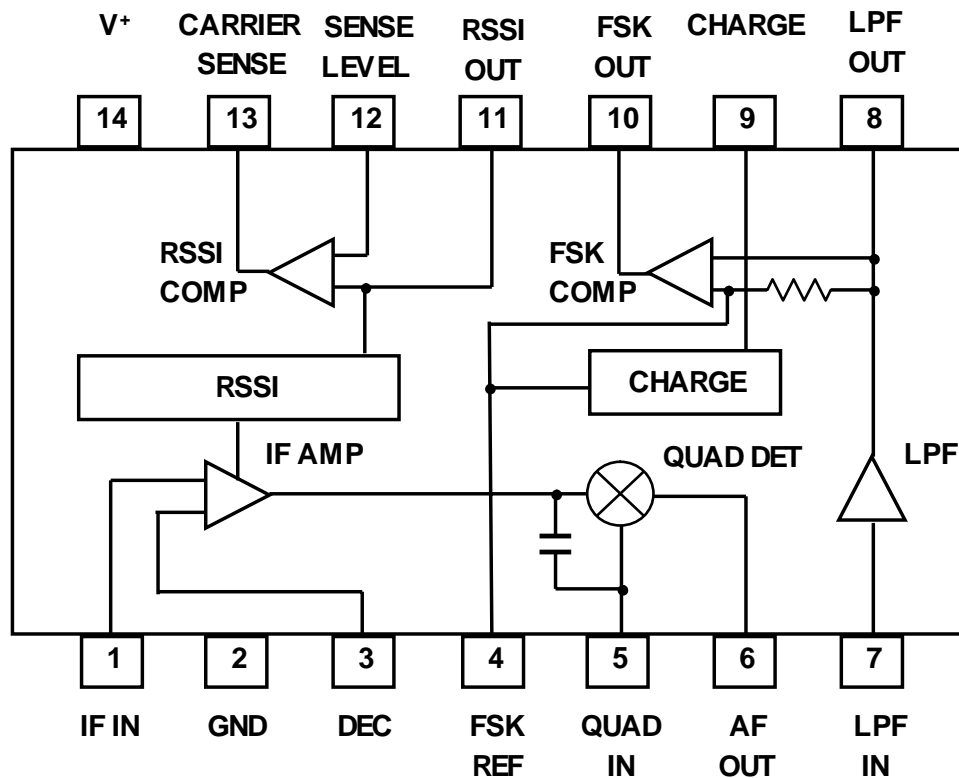 V+
CARRIER
SENSE
SENSE
LEVEL
RSSI
OUT
FSK
OUT
CHARGE
LPF
OUT
14
13
12
11
10
9
8
RSSI
COMP
FSK
COMP
RSSI
CHARGE
IF AMP
QUAD DET
LPF
1
2
3
4
5
6
7
IF IN
GND
DEC
FSK
REF
QUAD
IN
AF
OUT
LPF
IN